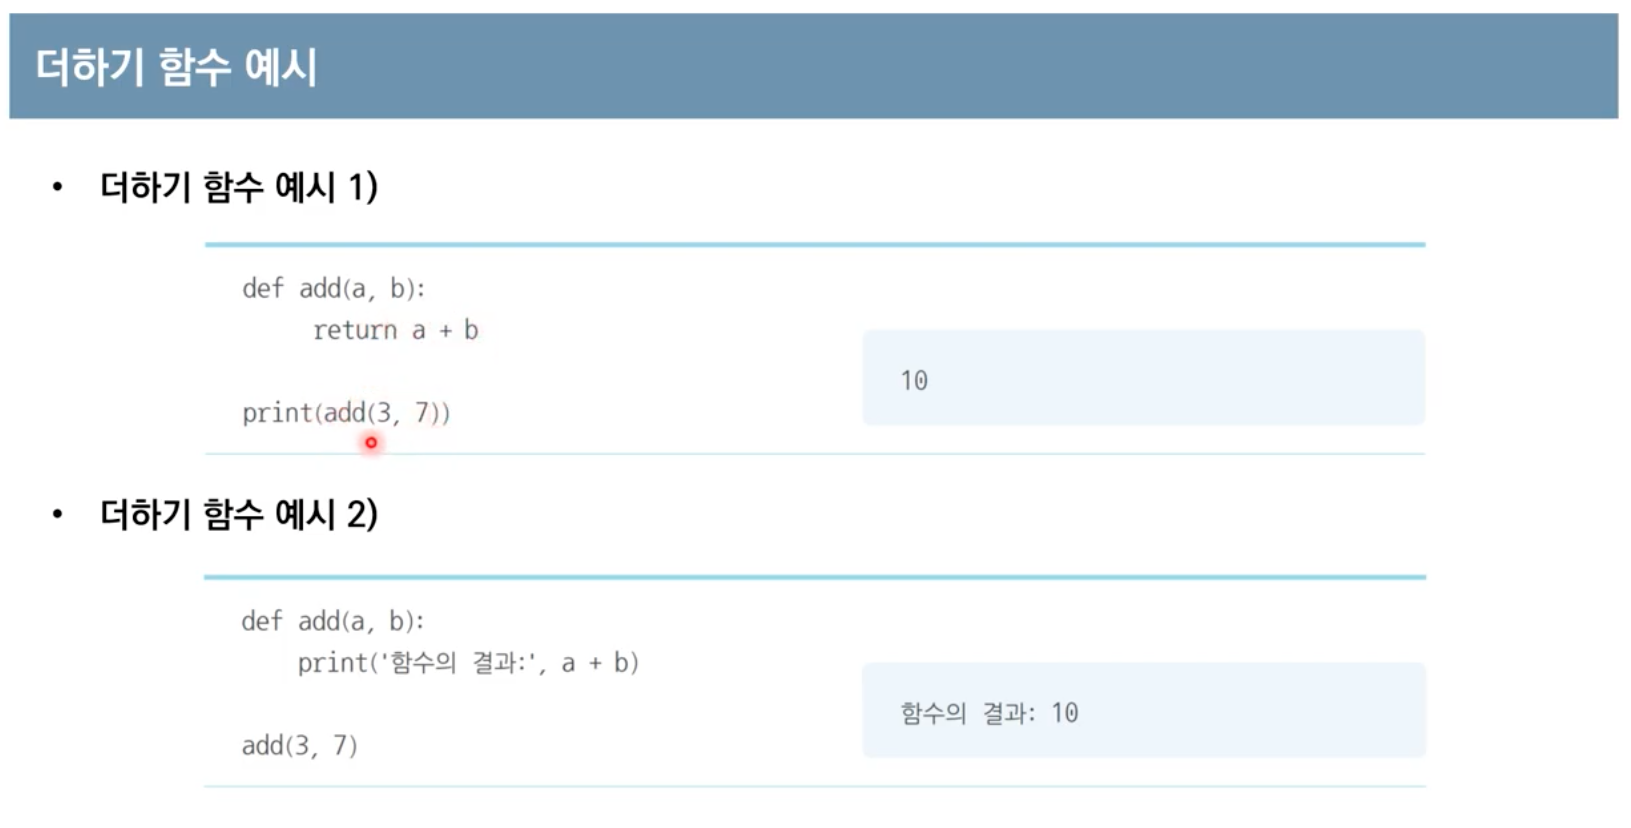 더하기 함수 예시
• 더하기 함수 예시 1)
def add(a, b):
return a + b
10
print(add(3, 7))
• 더하기 함수 예시 2)
def add(a, b):
print('함수의 결과:', a + b)
함수의 결과: 10
add(3, 7)